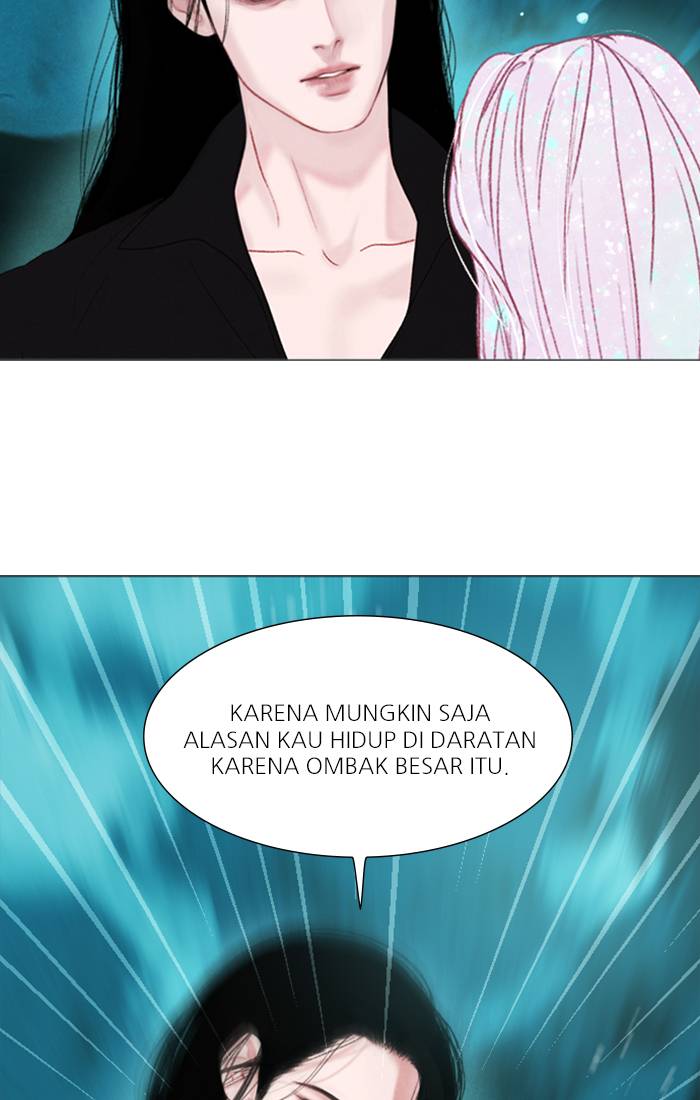 KARENA MUNGKIN SAJA
ALASAN KAU HIDUP DI DARATAN
KARENA OMBAK BESAR ITU.